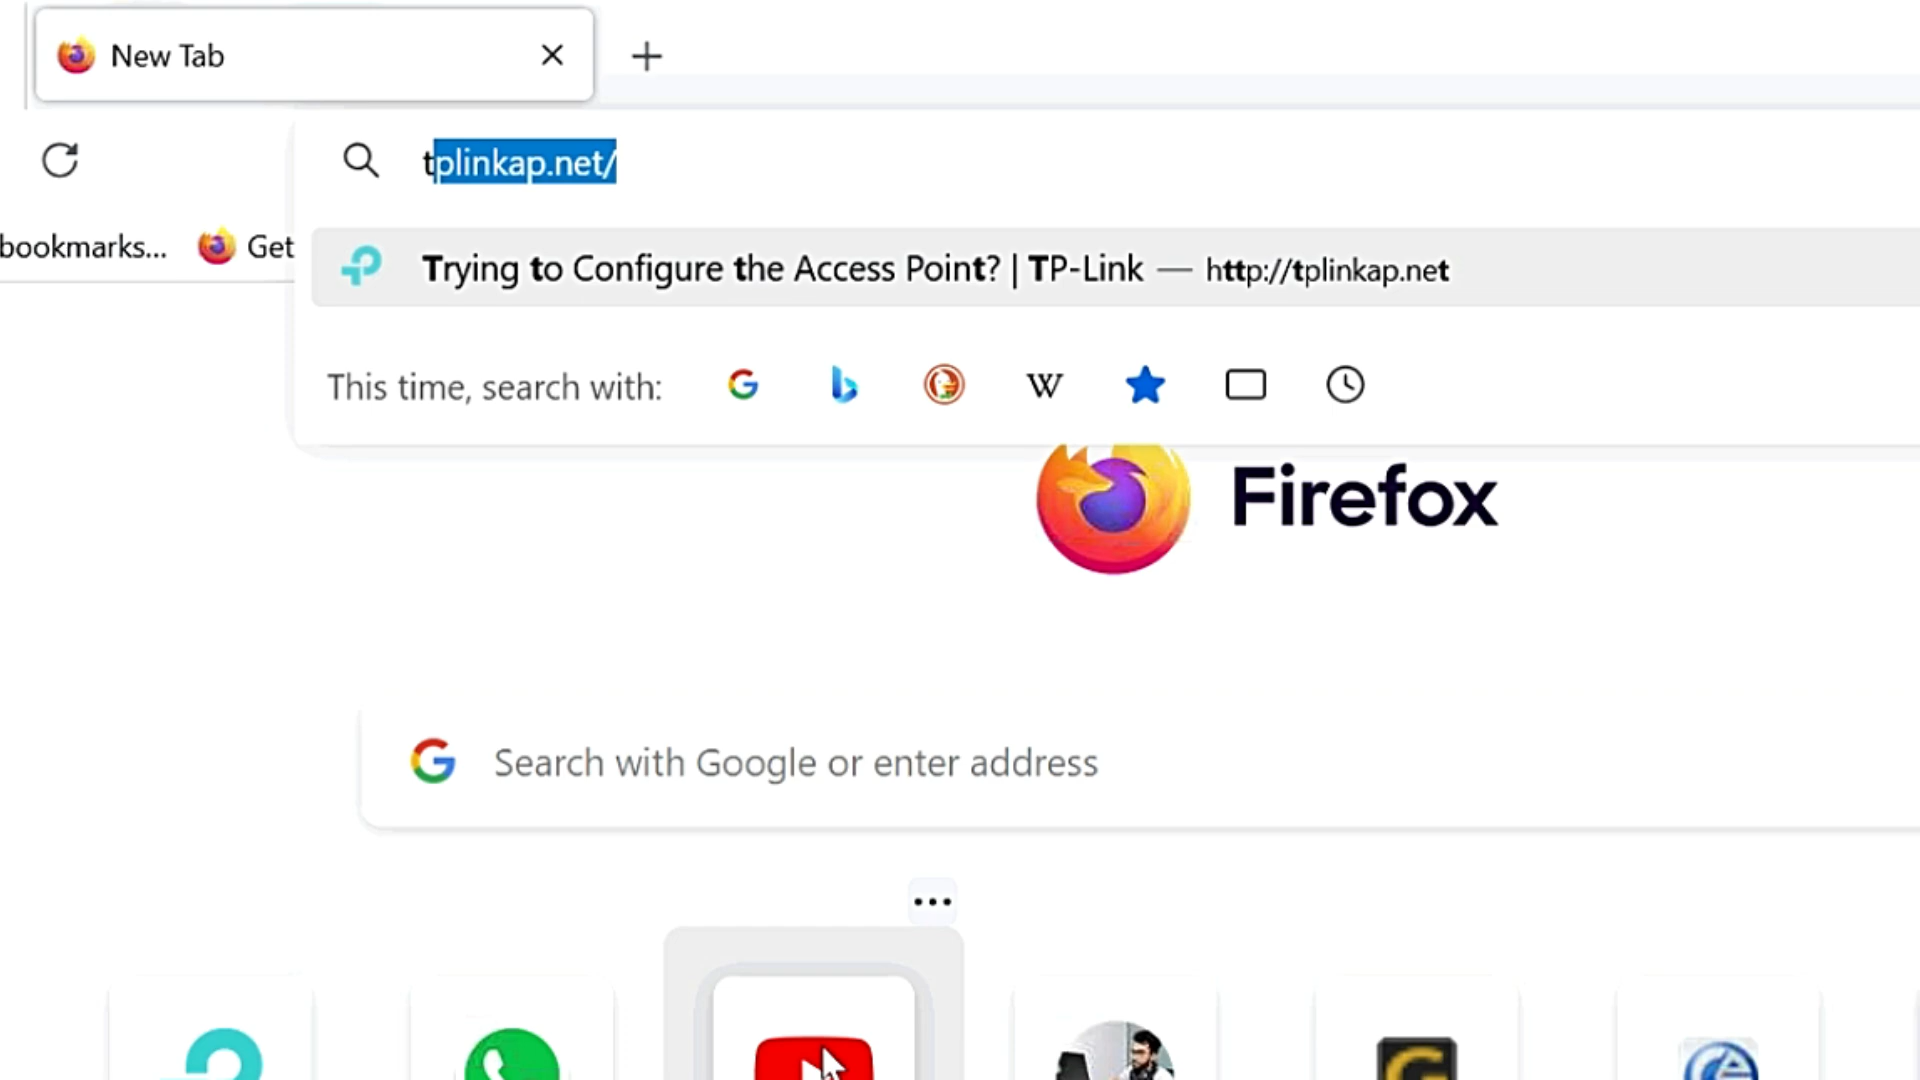 New Tab
tplinkap.net/
bookmarks... Get
Trying to Configure the Access Point? | TP-Link — http://tplinkap.net
This time, search with:
Firefox
Search with Google or enter address